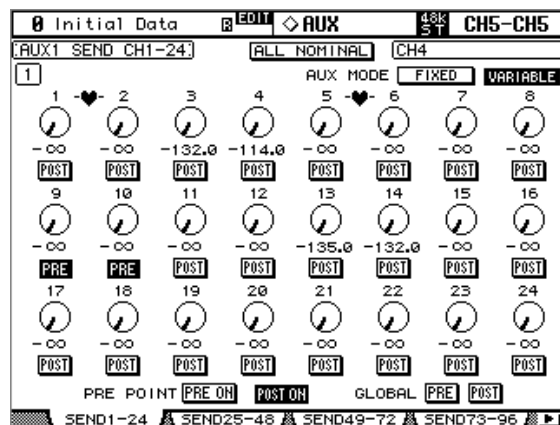 0 Initial Data EDIT AUX 48K ST CH5-CH5
AUX1 SEND CH1-24 ALL NOMINAL CH4
1 AUX MODE FIXED VARIABLE
1 2 3 4 5 6 7 8
-∞ -∞ -132.0 -114.0 -∞ -∞ -∞ -∞
POST POST POST POST POST POST POST POST
9 10 11 12 13 14 15 16
-∞ -∞ -∞ -∞ -135.0 -132.0 -∞ -∞
PRE PRE POST POST POST POST POST POST
17 18 19 20 21 22 23 24
-∞ -∞ -∞ -∞ -∞ -∞ -∞ -∞
POST POST POST POST POST POST POST POST
PRE POINT PRE ON POST ON GLOBAL PRE POST
SEND1-24 SEND25-48 SEND49-72 SEND73-96